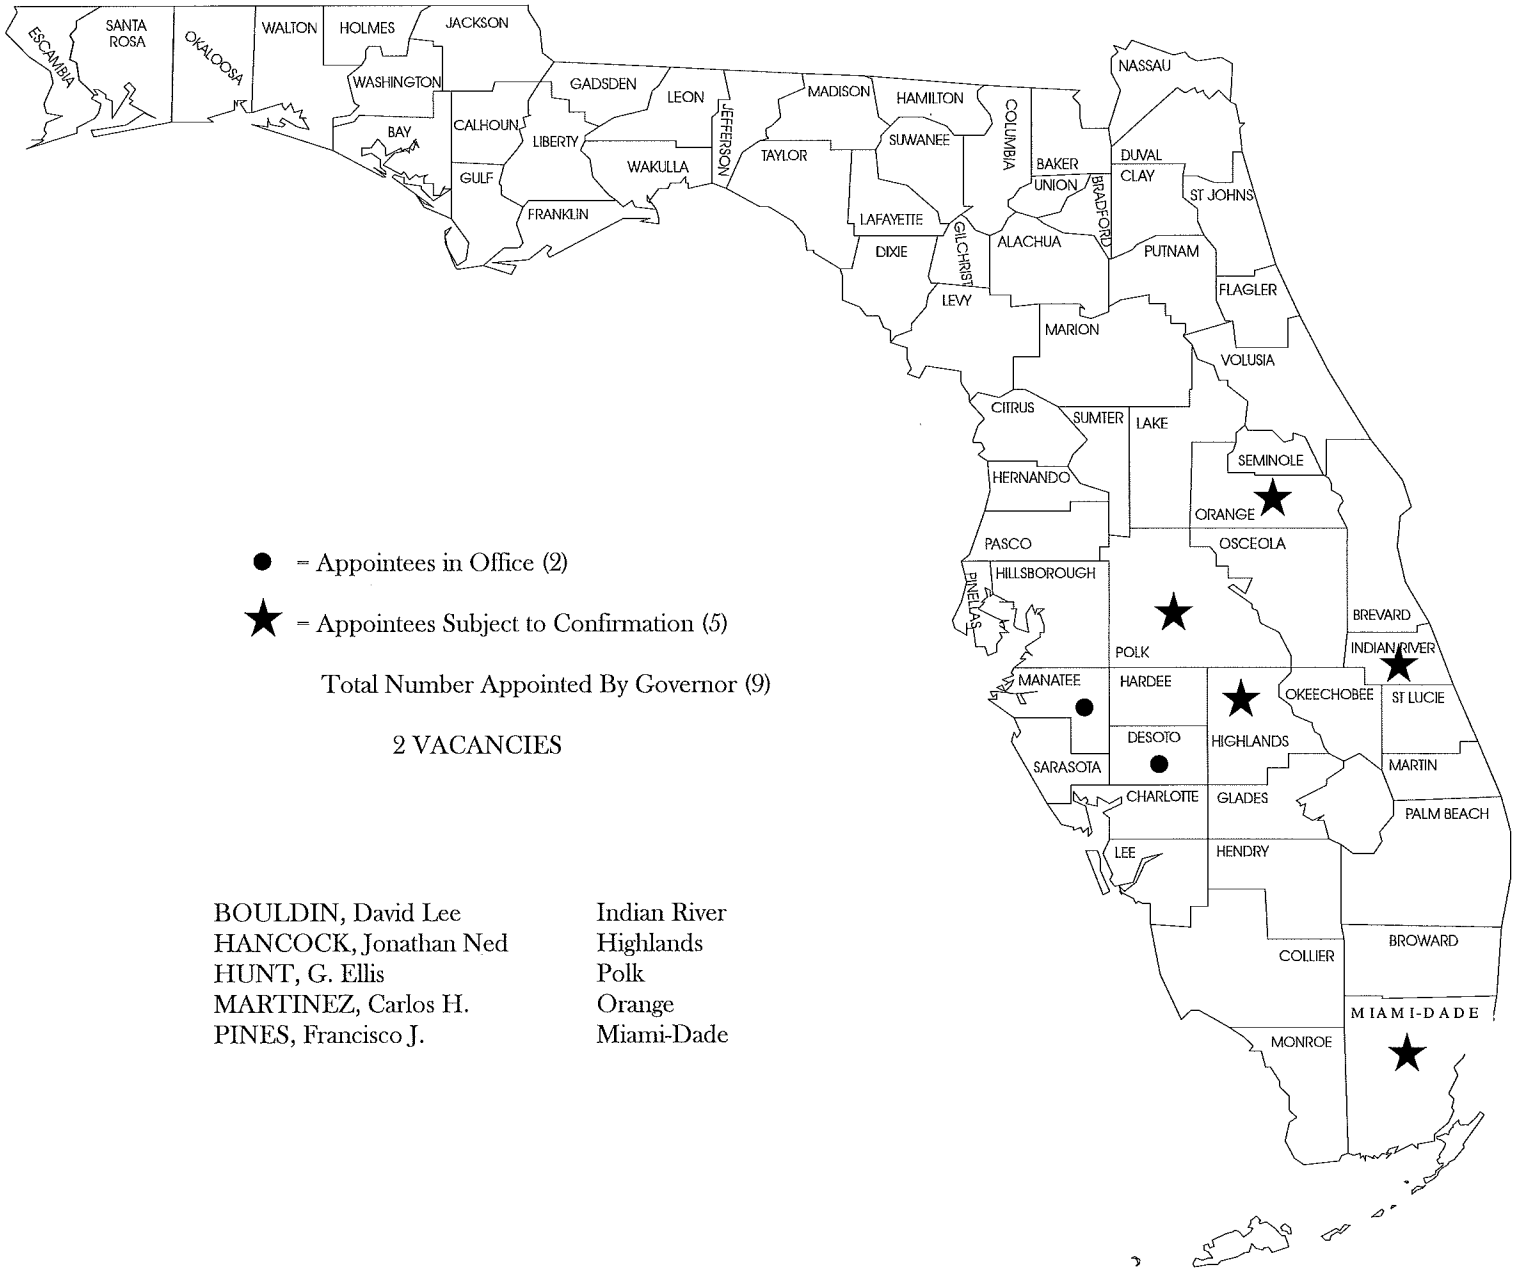 ESCAMBIA
SANTA
ROSA
OKALOOSA
WALTON
HOLMES
JACKSON
WASHINGTON
BAY
CALHOUN
GULF
GADSDEN
LIBERTY
FRANKLIN
LEON
WAKULLA
JEFFERSON
MADISON
TAYLOR
HAMILTON
SUWANEE
LAFAYETTE
DIXIE
COLUMBIA
GILCHRIST
LEVY
BAKER
UNION
BRADFORD
ALACHUA
NASSAU
DUVAL
CLAY
ST JOHNS
PUTNAM
FLAGLER
MARION
VOLUSIA
CITRUS
SUMTER
LAKE
SEMINOLE
HERNANDO
ORANGE
PASCO
OSCEOLA
PINELLAS
HILLSBOROUGH
POLK
BREVARD
INDIAN RIVER
MANATEE
HARDEE
OKEECHOBEE
ST LUCIE
DESOTO
HIGHLANDS
SARASOTA
MARTIN
CHARLOTTE
GLADES
PALM BEACH
LEE
HENDRY
BROWARD
COLLIER
MIAMI-DADE
MONROE
= Appointees in Office (2)
= Appointees Subject to Confirmation (5)
Total Number Appointed By Governor (9)
2 VACANCIES
BOULDIN, David Lee Indian River
HANCOCK, Jonathan Ned Highlands
HUNT, G. Ellis Polk
MARTINEZ, Carlos H. Orange
PINES, Francisco J. Miami-Dade